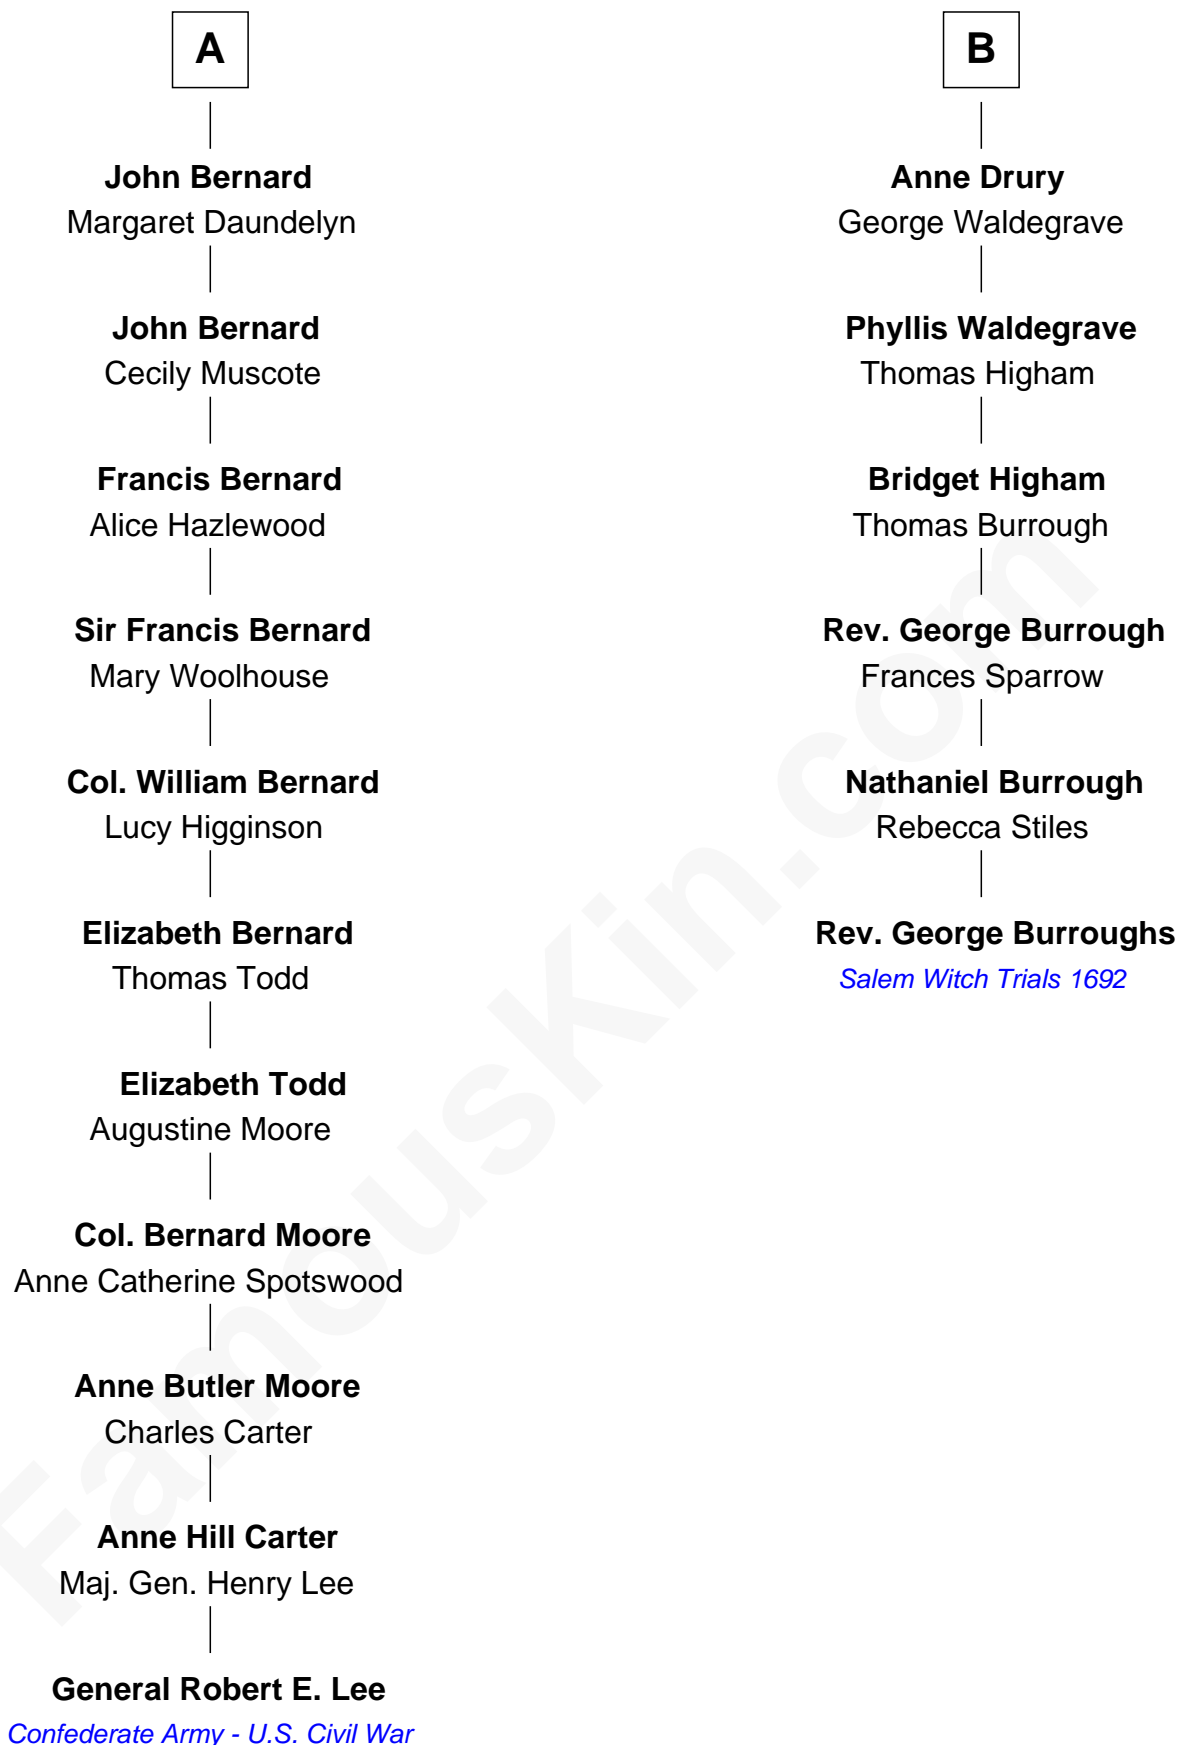 A
John Bernard
Margaret Daundelyn
John Bernard
Cecily Muscote
Francis Bernard
Alice Hazlewood
Sir Francis Bernard
Mary Woolhouse
Col. William Bernard
Lucy Higginson
Elizabeth Bernard
Thomas Todd
Elizabeth Todd
Augustine Moore
Col. Bernard Moore
Anne Catherine Spotswood
Anne Butler Moore
Charles Carter
Anne Hill Carter
Maj. Gen. Henry Lee
General Robert E. Lee
Confederate Army - U.S. Civil War
B
Anne Drury
George Waldegrave
Phyllis Waldegrave
Thomas Higham
Bridget Higham
Thomas Burrough
Rev. George Burrough
Frances Sparrow
Nathaniel Burrough
Rebecca Stiles
Rev. George Burroughs
Salem Witch Trials 1692
FamousKin.com